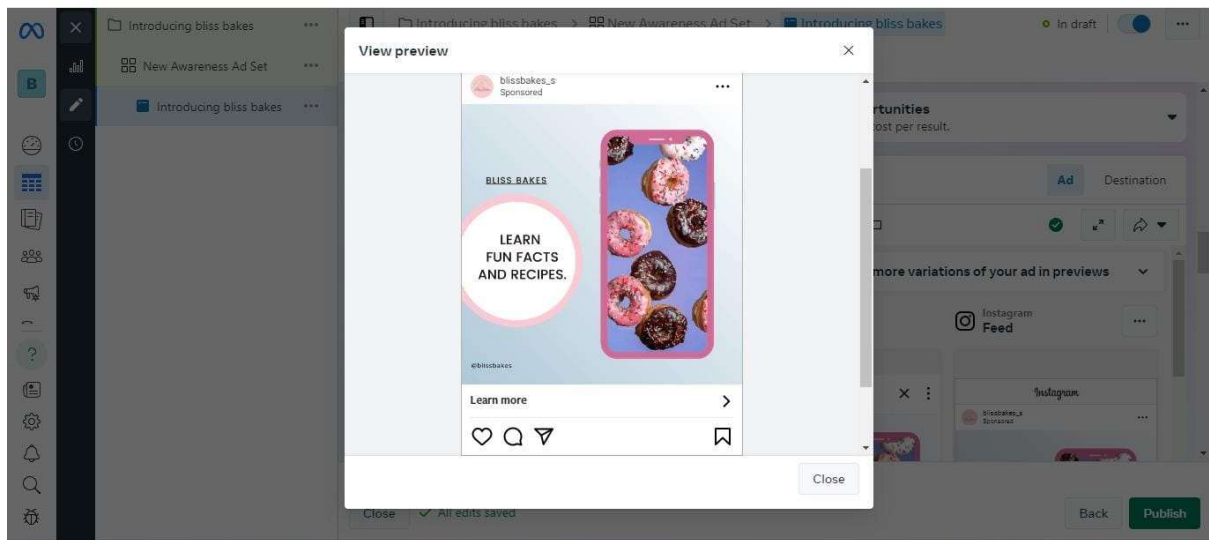 Introducing bliss bakes
New Awareness Ad Set
Introducing bliss bakes
B
?
Introducing bliss bakes > New Awareness Ad Set > Introducing bliss bakes
In draft
View preview
blissbakes_s
Sponsored
BLISS BAKES
LEARN
FUN FACTS
AND RECIPES.
@blissbakes
Learn more
Close
rtunities
cost per result.
Ad Destination
more variations of your ad in previews
Instagram
Feed
Instagram
blissbakes_s
Sponsored
Close All edits saved
Back Publish